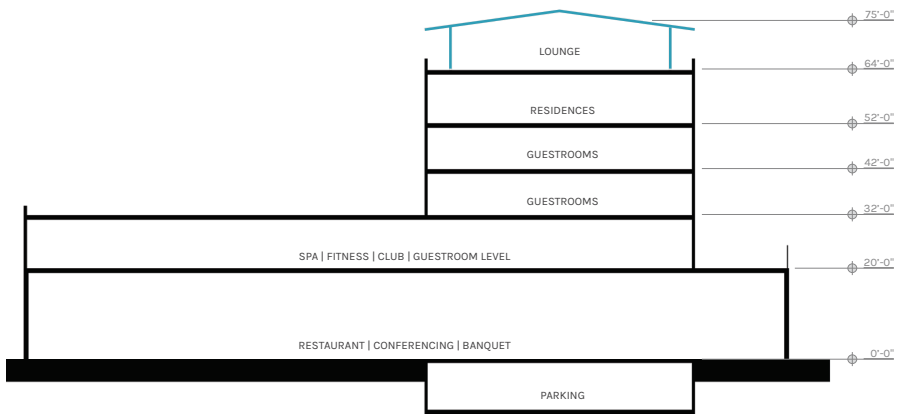 75'-0"
LOUNGE
64'-0"
RESIDENCES
52'-0"
GUESTROOMS
42'-0"
GUESTROOMS
32'-0"
SPA | FITNESS | CLUB | GUESTROOM LEVEL
20'-0"
RESTAURANT | CONFERENCING | BANQUET
0'-0"
PARKING